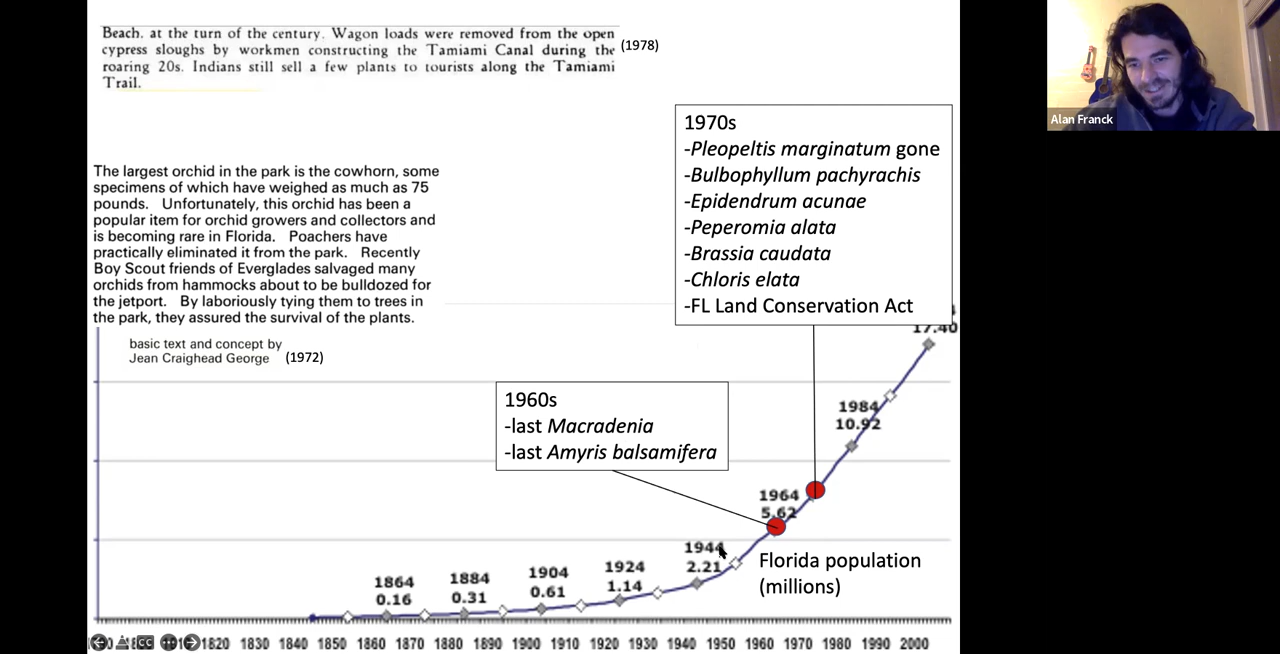 Beach. at the turn of the century. Wagon loads were removed from the open
cypress sloughs by workmen constructing the Tamiami Canal during the
roaring 20s. Indians still sell a few plants to tourists along the Tamiami
Trail.
(1978)
Alan Franck
The largest orchid in the park is the cowhorn, some
specimens of which have weighed as much as 75
pounds. Unfortunately, this orchid has been a
popular item for orchid growers and collectors and
is becoming rare in Florida. Poachers have
practically eliminated it from the park. Recently
Boy Scout friends of Everglades salvaged many
orchids from hammocks about to be bulldozed for
the jetport. By laboriously tying them to trees in
the park, they assured the survival of the plants.
basic text and concept by
Jean Craighead George
(1972)
1970s
-Pleopeltis marginatum gone
-Bulbophyllum pachyrachis
-Epidendrum acunae
-Peperomia alata
-Brassia caudata
-Chloris elata
-FL Land Conservation Act
17.40
1960s
-last Macradenia
-last Amyris balsamifera
1984
10.92
1964
5.62
1944
2.21
1924
1.14
1904
0.61
1884
0.31
1864
0.16
Florida population
(millions)
CC
1820 1830 1840 1850 1860 1870 1880 1890 1900 1910 1920 1930 1940 1950 1960 1970 1980 1990 2000